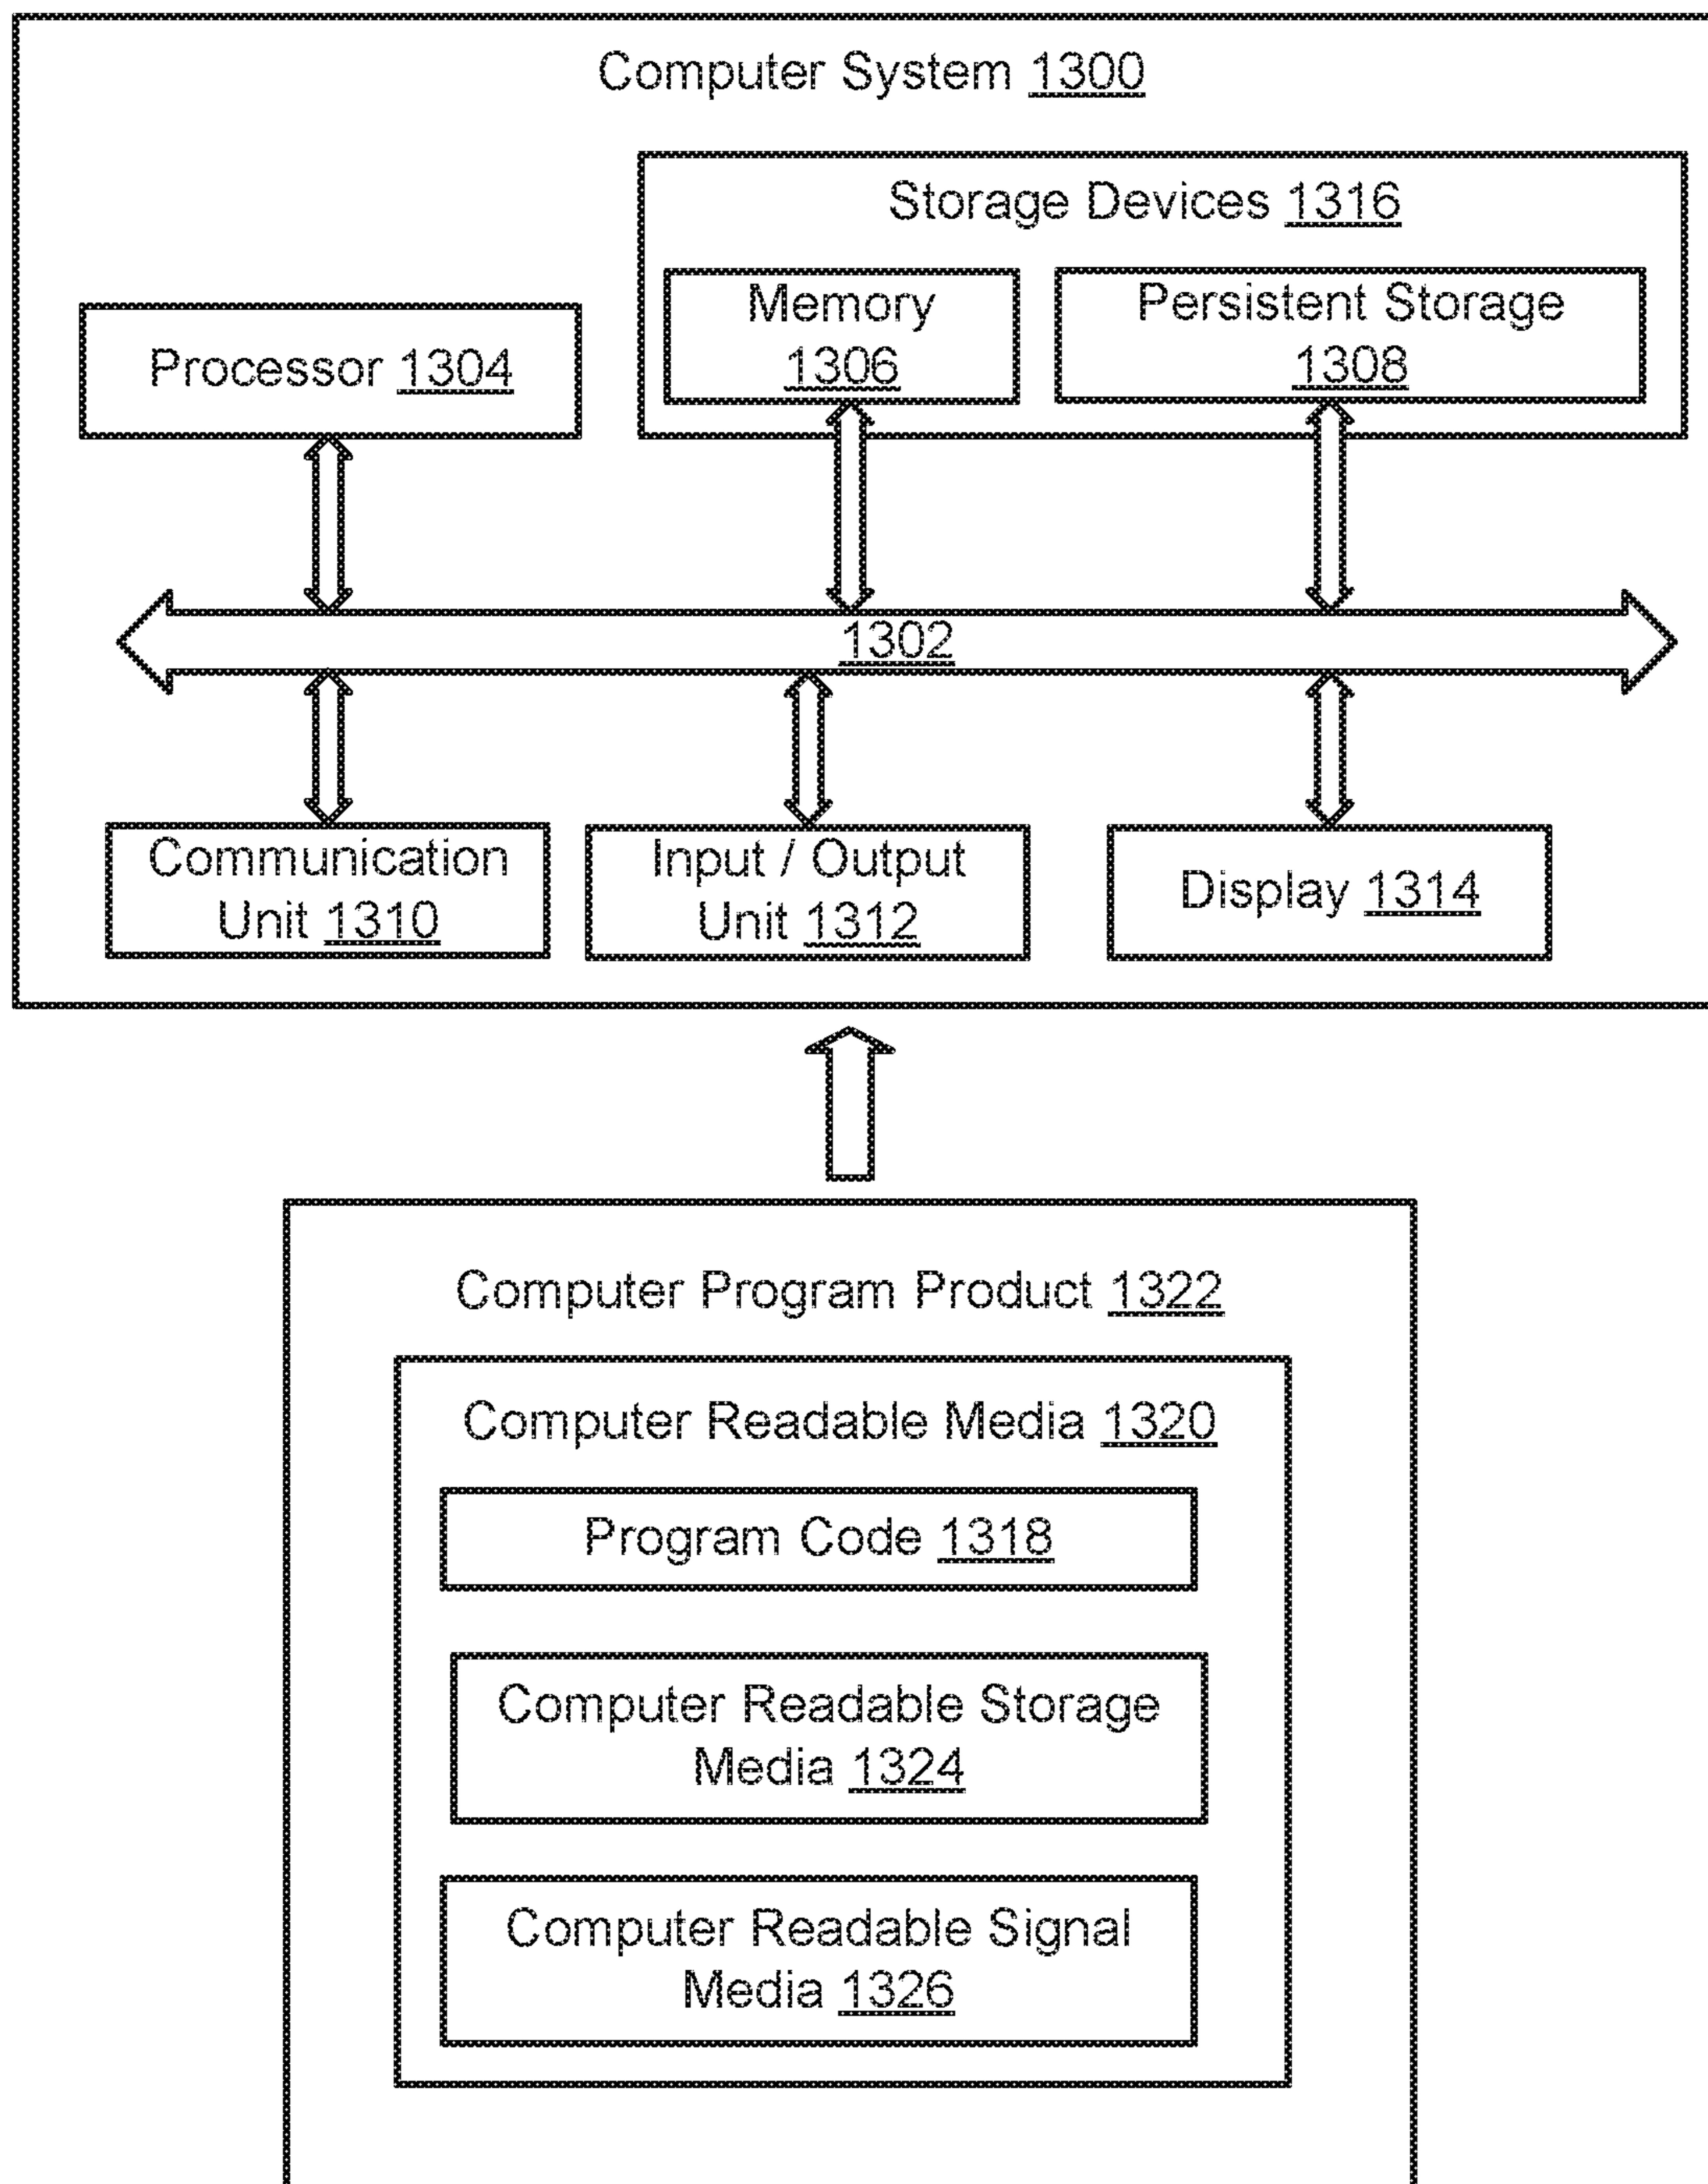 Computer System 1300
Storage Devices 1316
Memory
1306
Persistent Storage
1308
Processor 1304
1302
Communication
Unit 1310
Input / Output
Unit 1312
Display 1314
Computer Program Product 1322
Computer Readable Media 1320
Program Code 1318
Computer Readable Storage
Media 1324
Computer Readable Signal
Media 1326